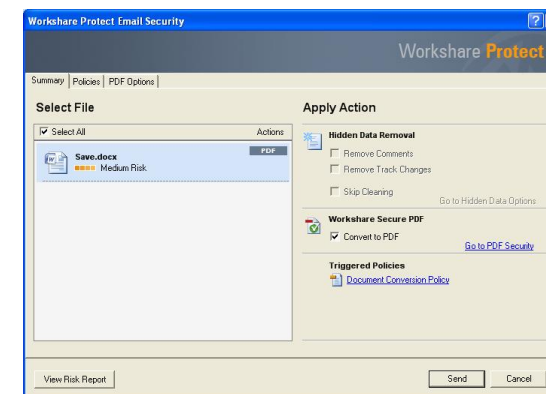 Workshare Protect Email Security
Workshare Protect
Summary Policies PDF Options
Select File
Select All Actions
Save.docx PDF
Medium Risk
Apply Action
Hidden Data Removal
Remove Comments
Remove Track Changes
Skip Cleaning
Go to Hidden Data Options
Workshare Secure PDF
Convert to PDF
Go to PDF Security
Triggered Policies
Document Conversion Policy
View Risk Report Send Cancel